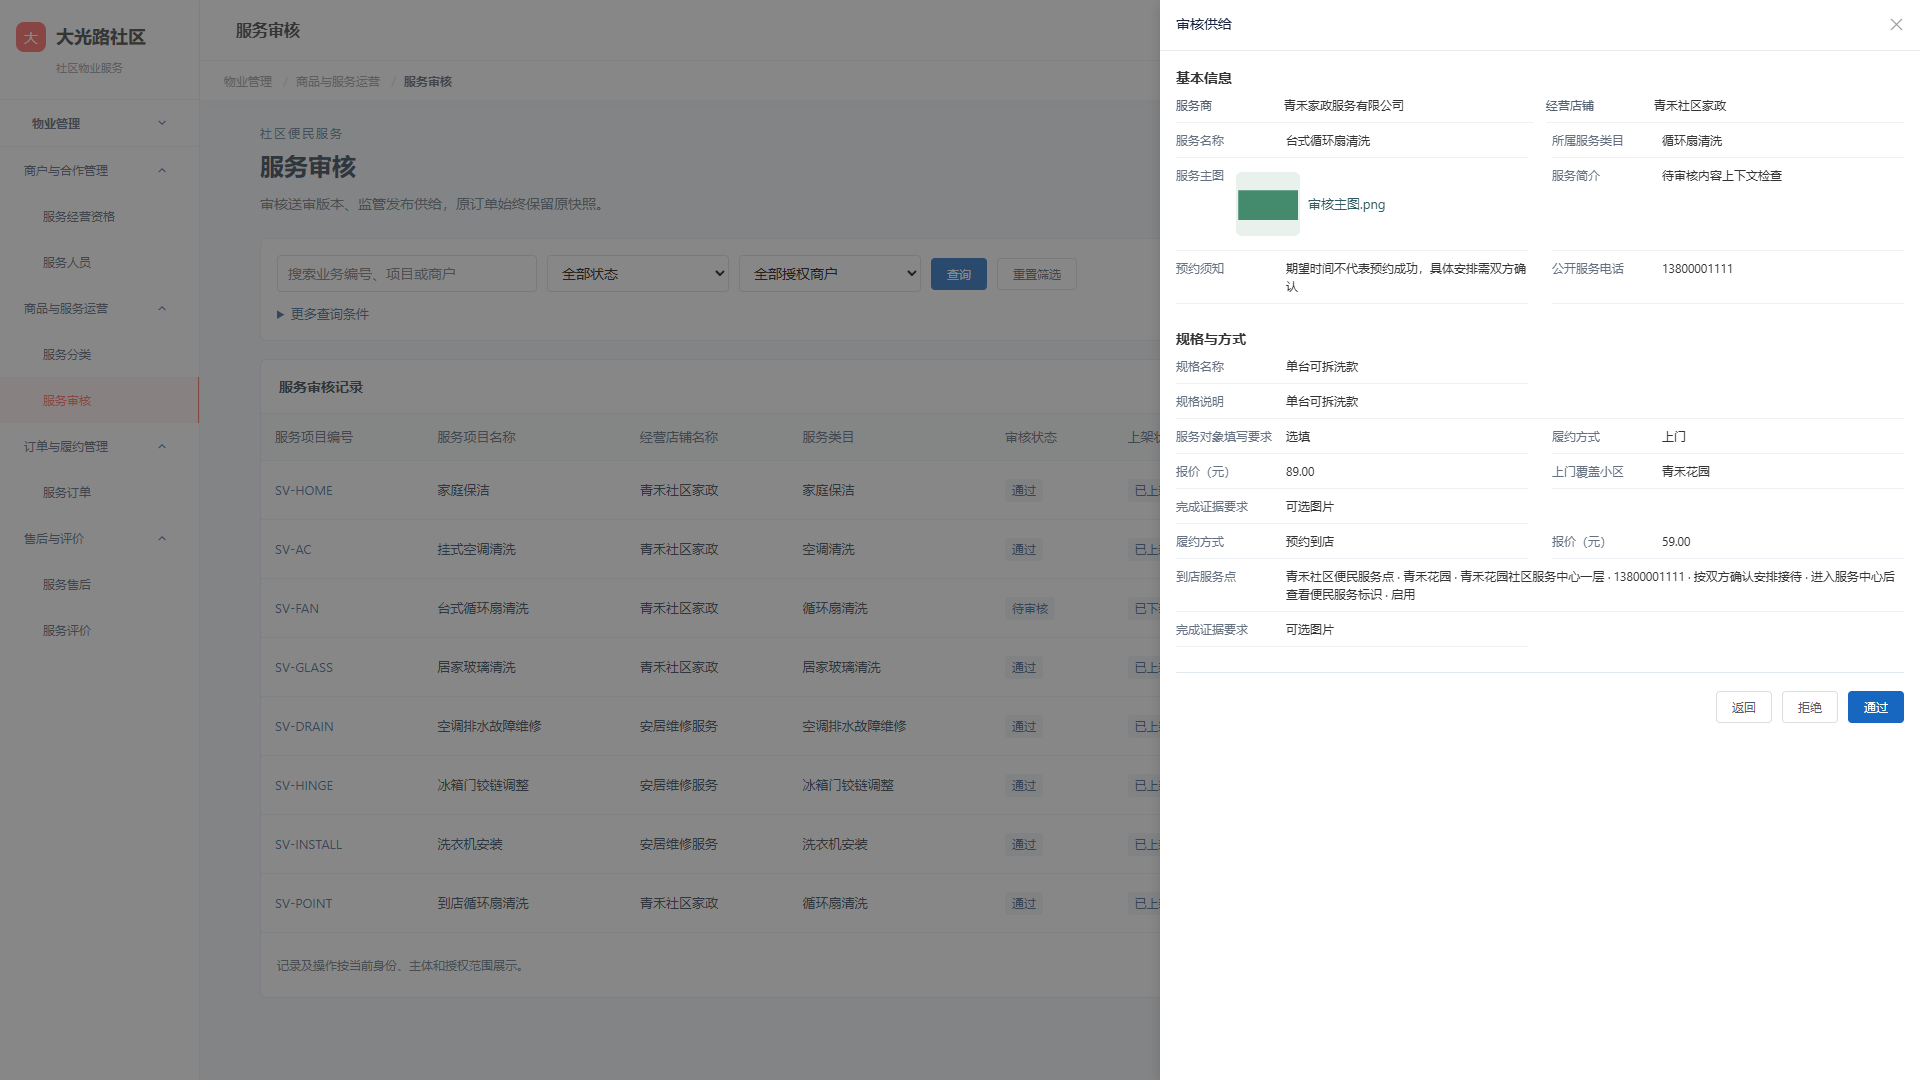 大
大光路社区
社区物业服务
物业管理
商户与合作管理
服务经营资格
服务人员
商品与服务运营
服务分类
服务审核
订单与履约管理
服务订单
售后与评价
服务售后
服务评价
服务审核
物业管理 / 商品与服务运营 / 服务审核
社区便民服务
服务审核
审核送审版本、监管发布供给，原订单始终保留原快照。
搜索业务编号、项目或商户 全部状态 全部授权商户 查询 重置筛选
更多查询条件
服务审核记录
服务项目编号 服务项目名称 经营店铺名称 服务类目 审核状态 上架
SV-HOME 家庭保洁 青禾社区家政 家庭保洁 通过 已上
SV-AC 挂式空调清洗 青禾社区家政 空调清洗 通过 已上
SV-FAN 台式循环扇清洗 青禾社区家政 循环扇清洗 待审核 已下
SV-GLASS 居家玻璃清洗 青禾社区家政 居家玻璃清洗 通过 已上
SV-DRAIN 空调排水故障维修 安居维修服务 空调排水故障维修 通过 已上
SV-HINGE 冰箱门铰链调整 安居维修服务 冰箱门铰链调整 通过 已上
SV-INSTALL 洗衣机安装 安居维修服务 洗衣机安装 通过 已上
SV-POINT 到店循环扇清洗 青禾社区家政 循环扇清洗 通过 已上
记录及操作按当前身份、主体和授权范围展示。
审核供给
基本信息
服务商 青禾家政服务有限公司 经营店铺 青禾社区家政
服务名称 台式循环扇清洗 所属服务类目 循环扇清洗
服务主图 审核主图.png 服务简介 待审核内容上下文检查
预约须知 期望时间不代表预约成功，具体安排需双方确
认
公开服务电话 13800001111
规格与方式
规格名称 单台可拆洗款
规格说明 单台可拆洗款
服务对象填写要求 选填 履约方式 上门
报价（元） 89.00 上门覆盖小区 青禾花园
完成证据要求 可选图片
履约方式 预约到店 报价（元） 59.00
到店服务点 青禾社区便民服务点 · 青禾花园 · 青禾花园社区服务中心一层 · 13800001111 · 按双方确认安排接待 · 进入服务中心后
查看便民服务标识 · 启用
完成证据要求 可选图片
返回 拒绝 通过